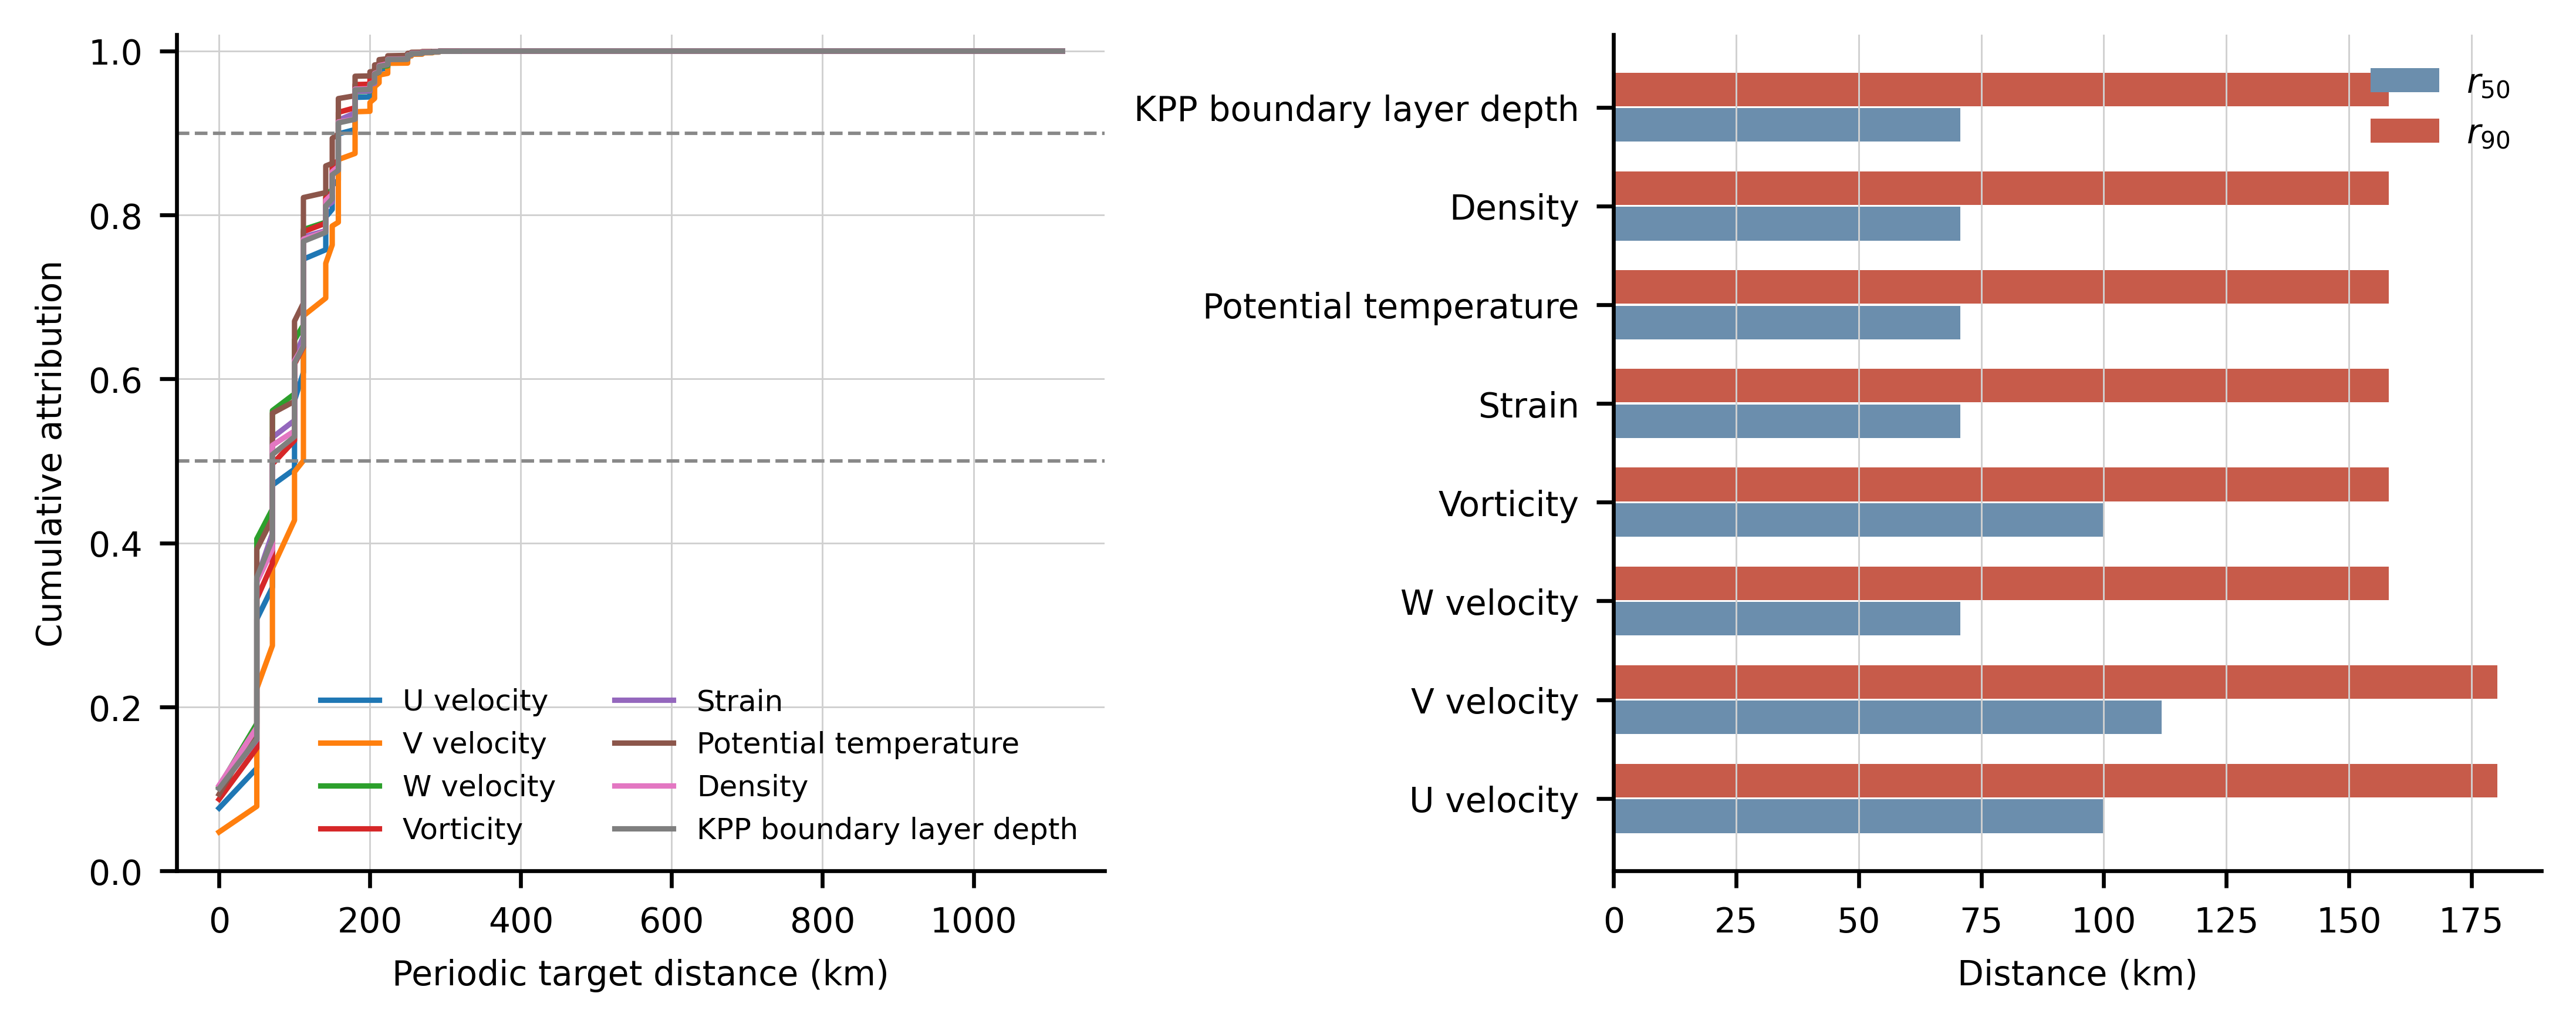 1.0
0.8
0.6
0.4
0.2
0.0
Cumulative attribution
U velocity
V velocity
W velocity
Vorticity
Strain
Potential temperature
Density
KPP boundary layer depth
0 200 400 600 800 1000
Periodic target distance (km)
KPP boundary layer depth
Density
Potential temperature
Strain
Vorticity
W velocity
V velocity
U velocity
r50
r90
0 25 50 75 100 125 150 175
Distance (km)